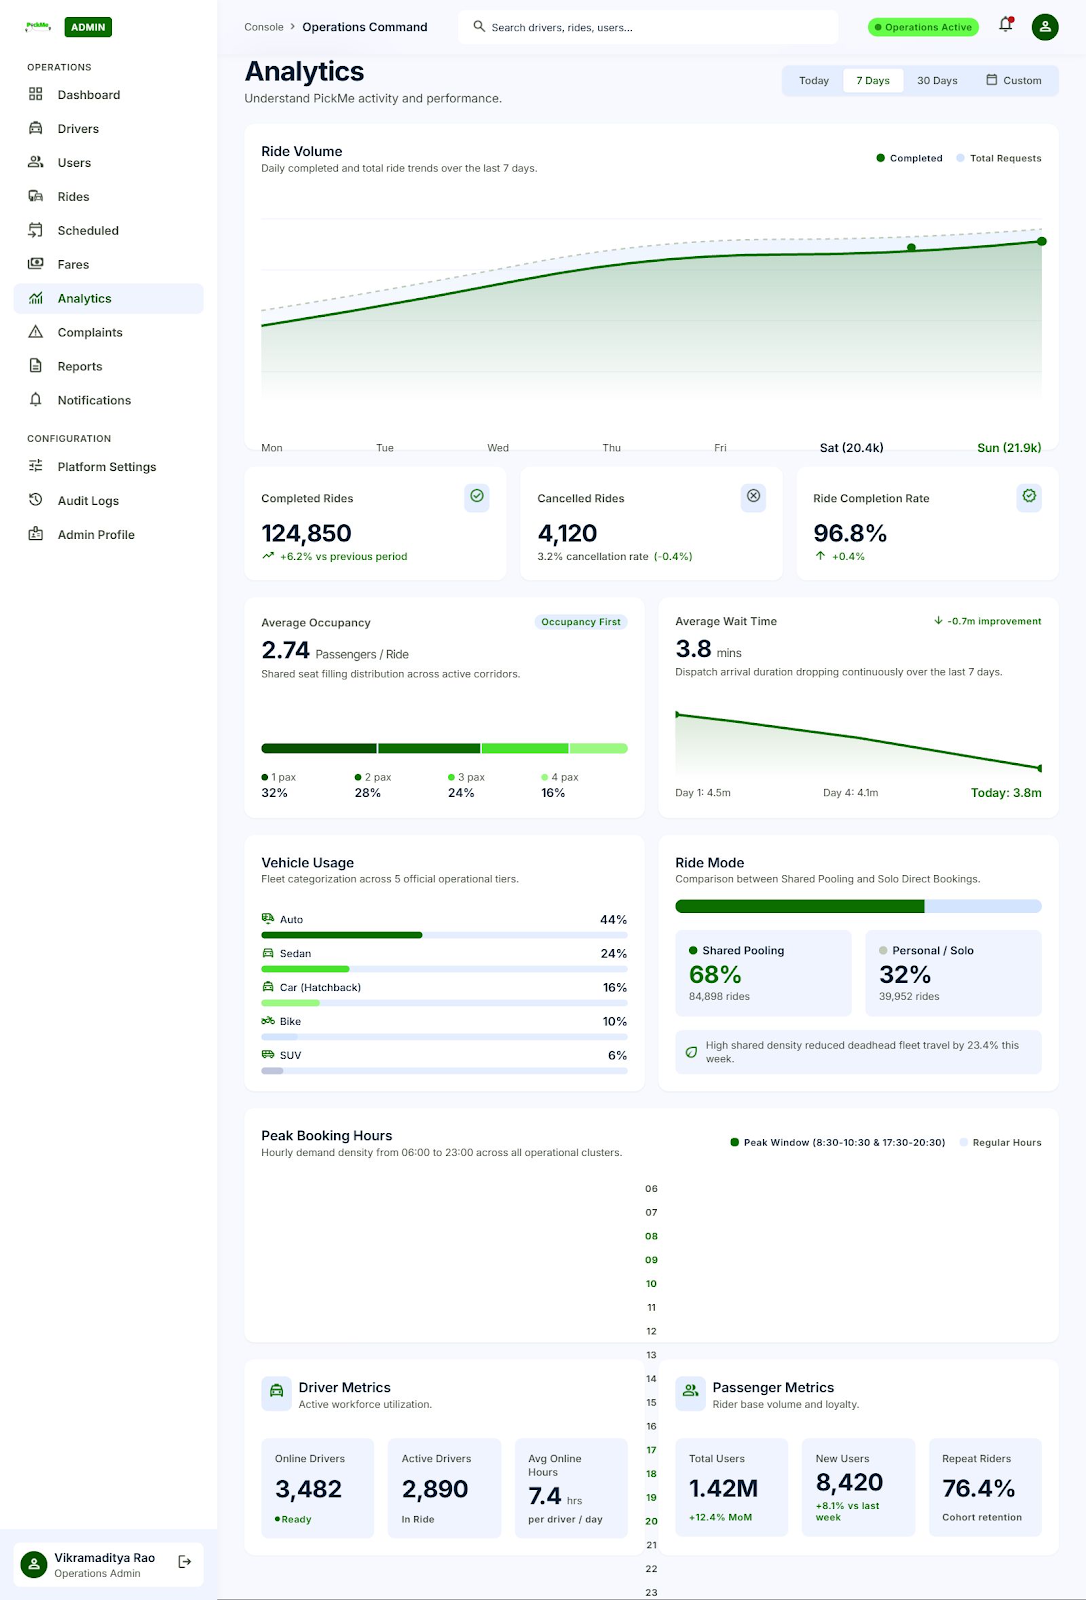 PickMe
ADMIN
OPERATIONS
Dashboard
Drivers
Users
Rides
Scheduled
Fares
Analytics
Complaints
Reports
Notifications
CONFIGURATION
Platform Settings
Audit Logs
Admin Profile
Vikramaditya Rao
Operations Admin
Console > Operations Command
Search drivers, rides, users...
Operations Active
Analytics
Understand PickMe activity and performance.
Today 7 Days 30 Days Custom
Ride Volume
Daily completed and total ride trends over the last 7 days.
Completed Total Requests
Mon Tue Wed Thu Fri Sat (20.4k) Sun (21.9k)
Completed Rides
124,850
+6.2% vs previous period
Cancelled Rides
4,120
3.2% cancellation rate (-0.4%)
Ride Completion Rate
96.8%
+0.4%
Average Occupancy
Occupancy First
2.74 Passengers / Ride
Shared seat filling distribution across active corridors.
1 pax 2 pax 3 pax 4 pax
32% 28% 24% 16%
Average Wait Time
-0.7m improvement
3.8 mins
Dispatch arrival duration dropping continuously over the last 7 days.
Day 1: 4.5m Day 4: 4.1m Today: 3.8m
Vehicle Usage
Fleet categorization across 5 official operational tiers.
Auto 44%
Sedan 24%
Car (Hatchback) 16%
Bike 10%
SUV 6%
Ride Mode
Comparison between Shared Pooling and Solo Direct Bookings.
Shared Pooling
68%
84,898 rides
Personal / Solo
32%
39,952 rides
High shared density reduced deadhead fleet travel by 23.4% this
week.
Peak Booking Hours
Hourly demand density from 06:00 to 23:00 across all operational clusters.
Peak Window (8:30-10:30 & 17:30-20:30) Regular Hours
06
07
08
09
10
11
12
13
14
15
16
17
18
19
20
21
22
23
Driver Metrics
Active workforce utilization.
Online Drivers
3,482
Ready
Active Drivers
2,890
In Ride
Avg Online
Hours
7.4 hrs
per driver / day
Passenger Metrics
Rider base volume and loyalty.
Total Users
1.42M
+12.4% MoM
New Users
8,420
+8.1% vs last
week
Repeat Riders
76.4%
Cohort retention